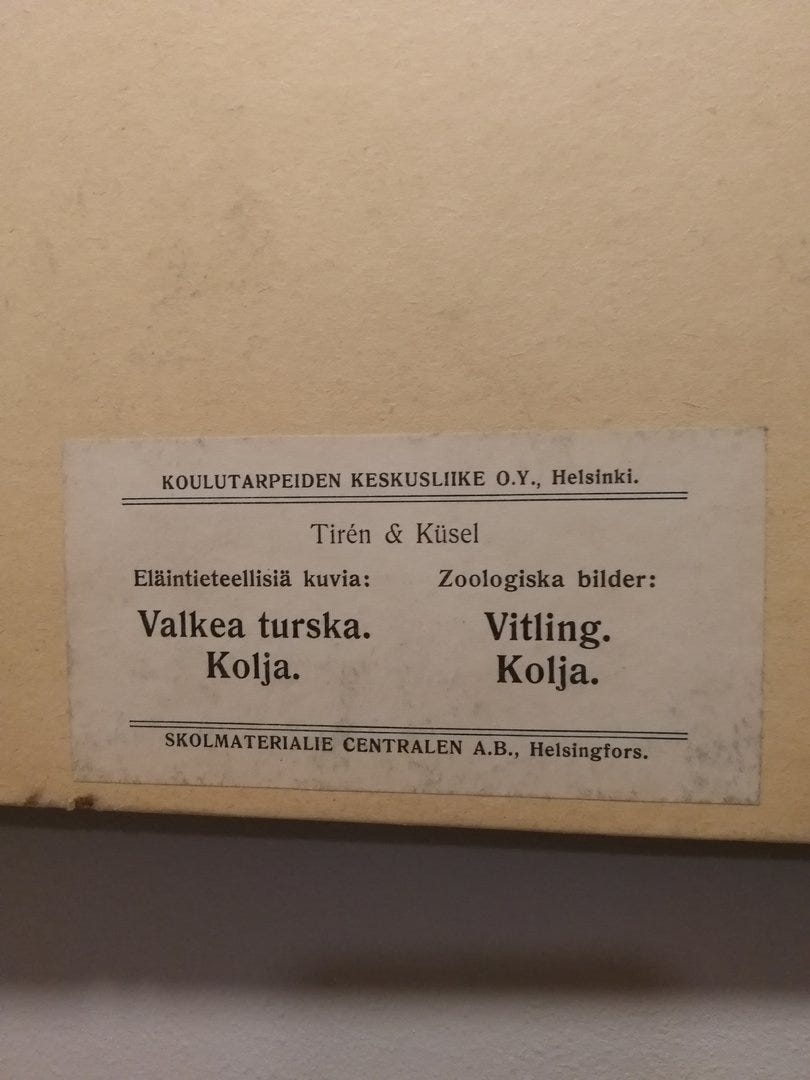 KOULUTARPEIDEN KESKUSLIIKE O.Y., Helsinki.
Tirén & Küsel
Eläintieteellisiä kuvia:
Valkea turska.
Kolja.
Zoologiska bilder:
Vitling.
Kolja.
SKOLMATERIALIE CENTRALEN A.B., Helsingfors.